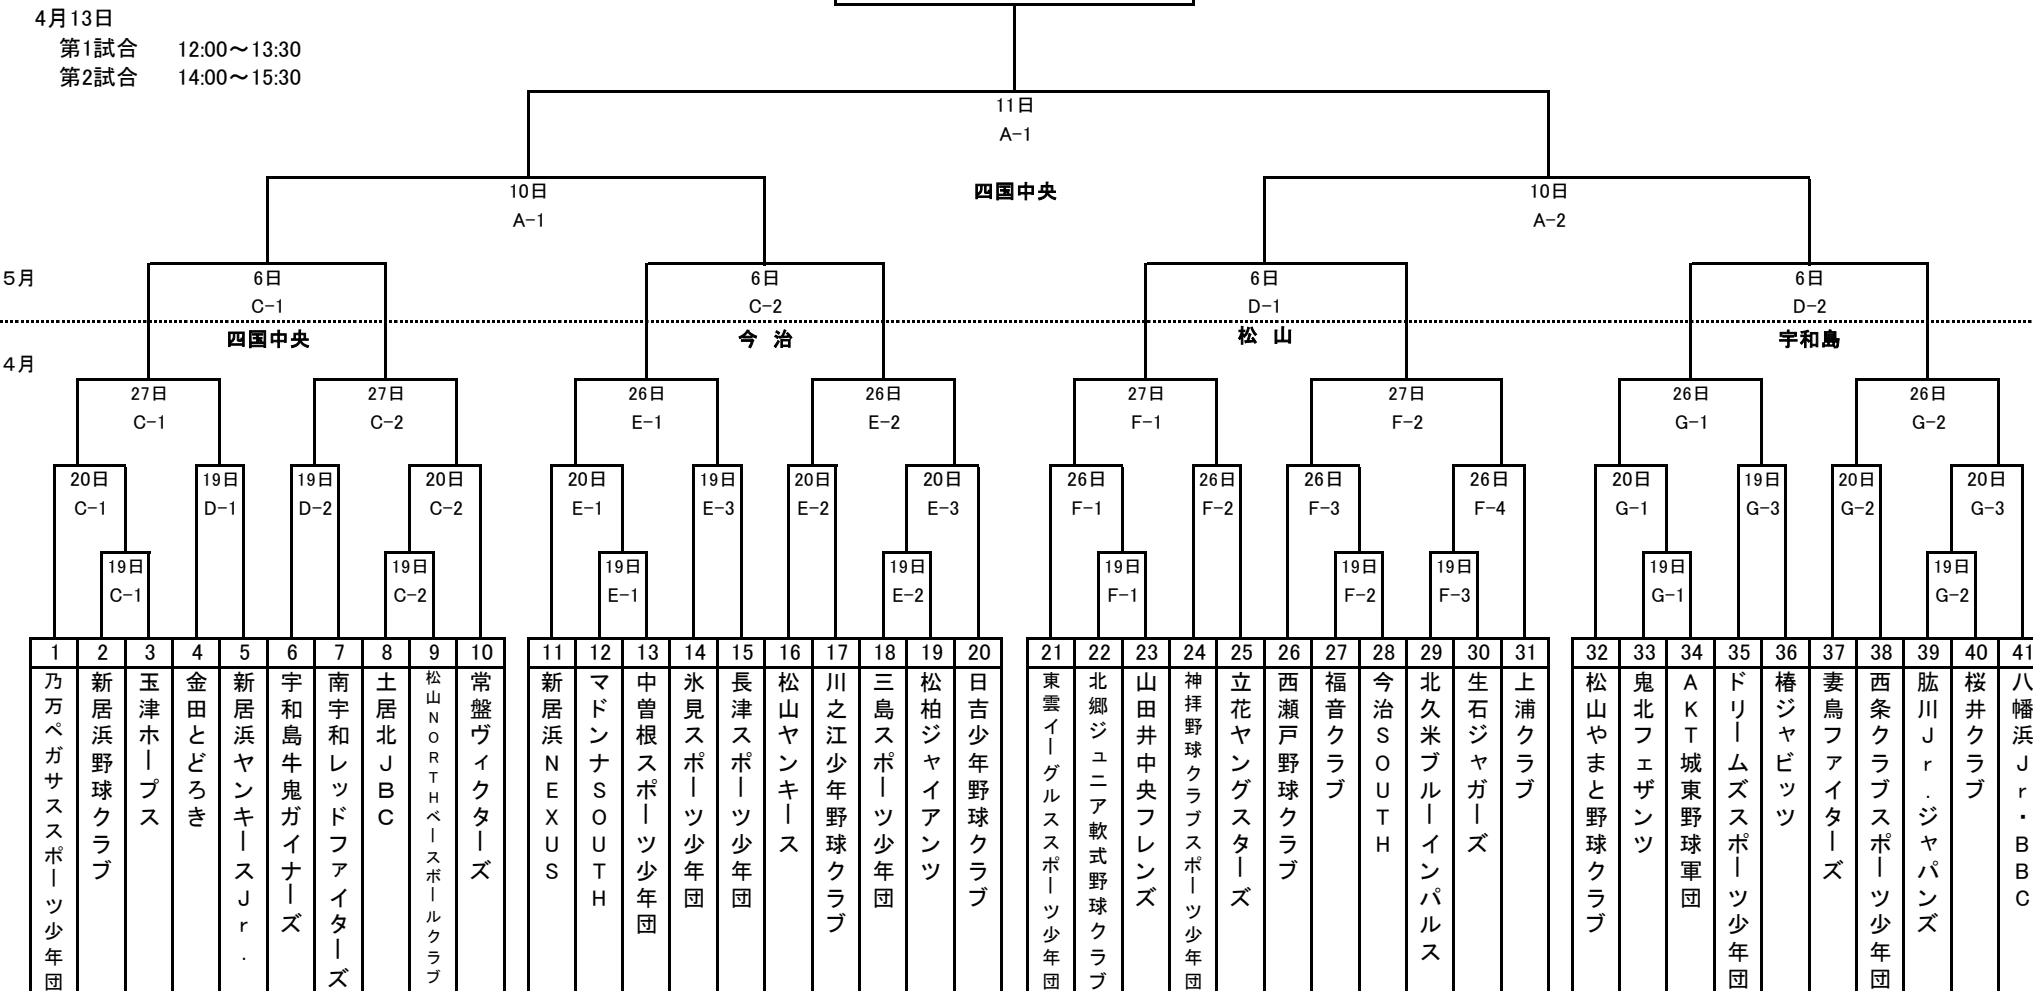 4月13日
第1試合 12:00～13:30
第2試合 14:00～15:30
11日
A-1
四国中央
10日 10日
A-1 A-2
5月 6日 6日 6日 6日
C-1 C-2 D-1 D-2
四国中央 今 治 松 山 宇和島
4月
27日 27日 26日 26日 27日 27日 26日 26日
C-1 C-2 E-1 E-2 F-1 F-2 G-1 G-2
20日 19日 19日 20日 20日 19日 20日 20日 26日 26日 26日 26日 20日 19日 20日 20日
C-1 D-1 D-2 C-2 E-1 E-3 E-2 E-3 F-1 F-2 F-3 F-4 G-1 G-3 G-2 G-3
19日 19日 19日 19日 19日 19日 19日 19日 19日
C-1 C-2 E-1 E-2 F-1 F-2 F-3 G-1 G-2
1 2 3 4 5 6 7 8 9 10 11 12 13 14 15 16 17 18 19 20 21 22 23 24 25 26 27 28 29 30 31 32 33 34 35 36 37 38 39 40 41
乃万ペガサススポーツ少年団
新居浜野球クラブ
玉津ホープス
金田とどろき
新居浜ヤンキースJr.
宇和島牛鬼ガイナーズ
南宇和レッドファイターズ
土居北JBC
松山NORTHベースボールクラブ
常盤ヴィクターズ
新居浜NEXUS
マドンナSOUTH
中曽根スポーツ少年団
氷見スポーツ少年団
長津スポーツ少年団
松山ヤンキース
川之江少年野球クラブ
三島スポーツ少年団
松柏ジャイアンツ
日吉少年野球クラブ
東雲イーグルススポーツ少年団
北郷ジュニア軟式野球クラブ
山田井中央フレンズ
神拝野球クラブスポーツ少年団
立花ヤングスターズ
西瀬戸野球クラブ
福音クラブ
今治SOUTH
北久米ブルーインパルス
生石ジャガーズ
上浦クラブ
松山やまと野球クラブ
鬼北フェザンツ
AKT城東野球軍団
ドリームズスポーツ少年団
椿ジャビッツ
妻鳥ファイターズ
西条クラブスポーツ少年団
肱川Jr.ジャパンズ
桜井クラブ
八幡浜Jr・BBC